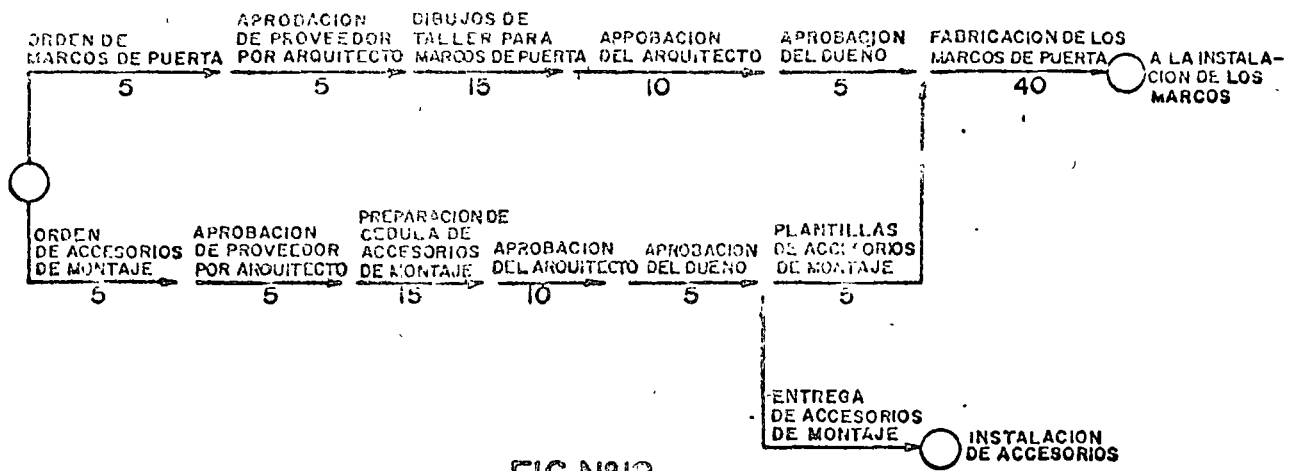 ORDEN DE
MARCOS DE PUERTA
5
APROBACION
DE PROVEEDOR
POR ARQUITECTO
5
DIBUJOS DE
TALLER PARA
MARCOS DE PUERTA
15
APROBACION
DEL ARQUITECTO
10
APROBACION
DEL DUEÑO
5
FABRICACION DE LOS
MARCOS DE PUERTA
40
A LA INSTALA-
CION DE LOS
MARCOS
ORDEN
DE ACCESORIOS
DE MONTAJE
5
APROBACION
DE PROVEEDOR
POR ARQUITECTO
5
PREPARACION DE
CEDULA DE
ACCESORIOS
DE MONTAJE
15
APROBACION
DEL ARQUITECTO
10
APROBACION
DEL DUEÑO
5
PLANTILLAS
DE ACCESORIOS
DE MONTAJE
5
ENTREGA
DE ACCESORIOS
DE MONTAJE
INSTALACION
DE ACCESORIOS